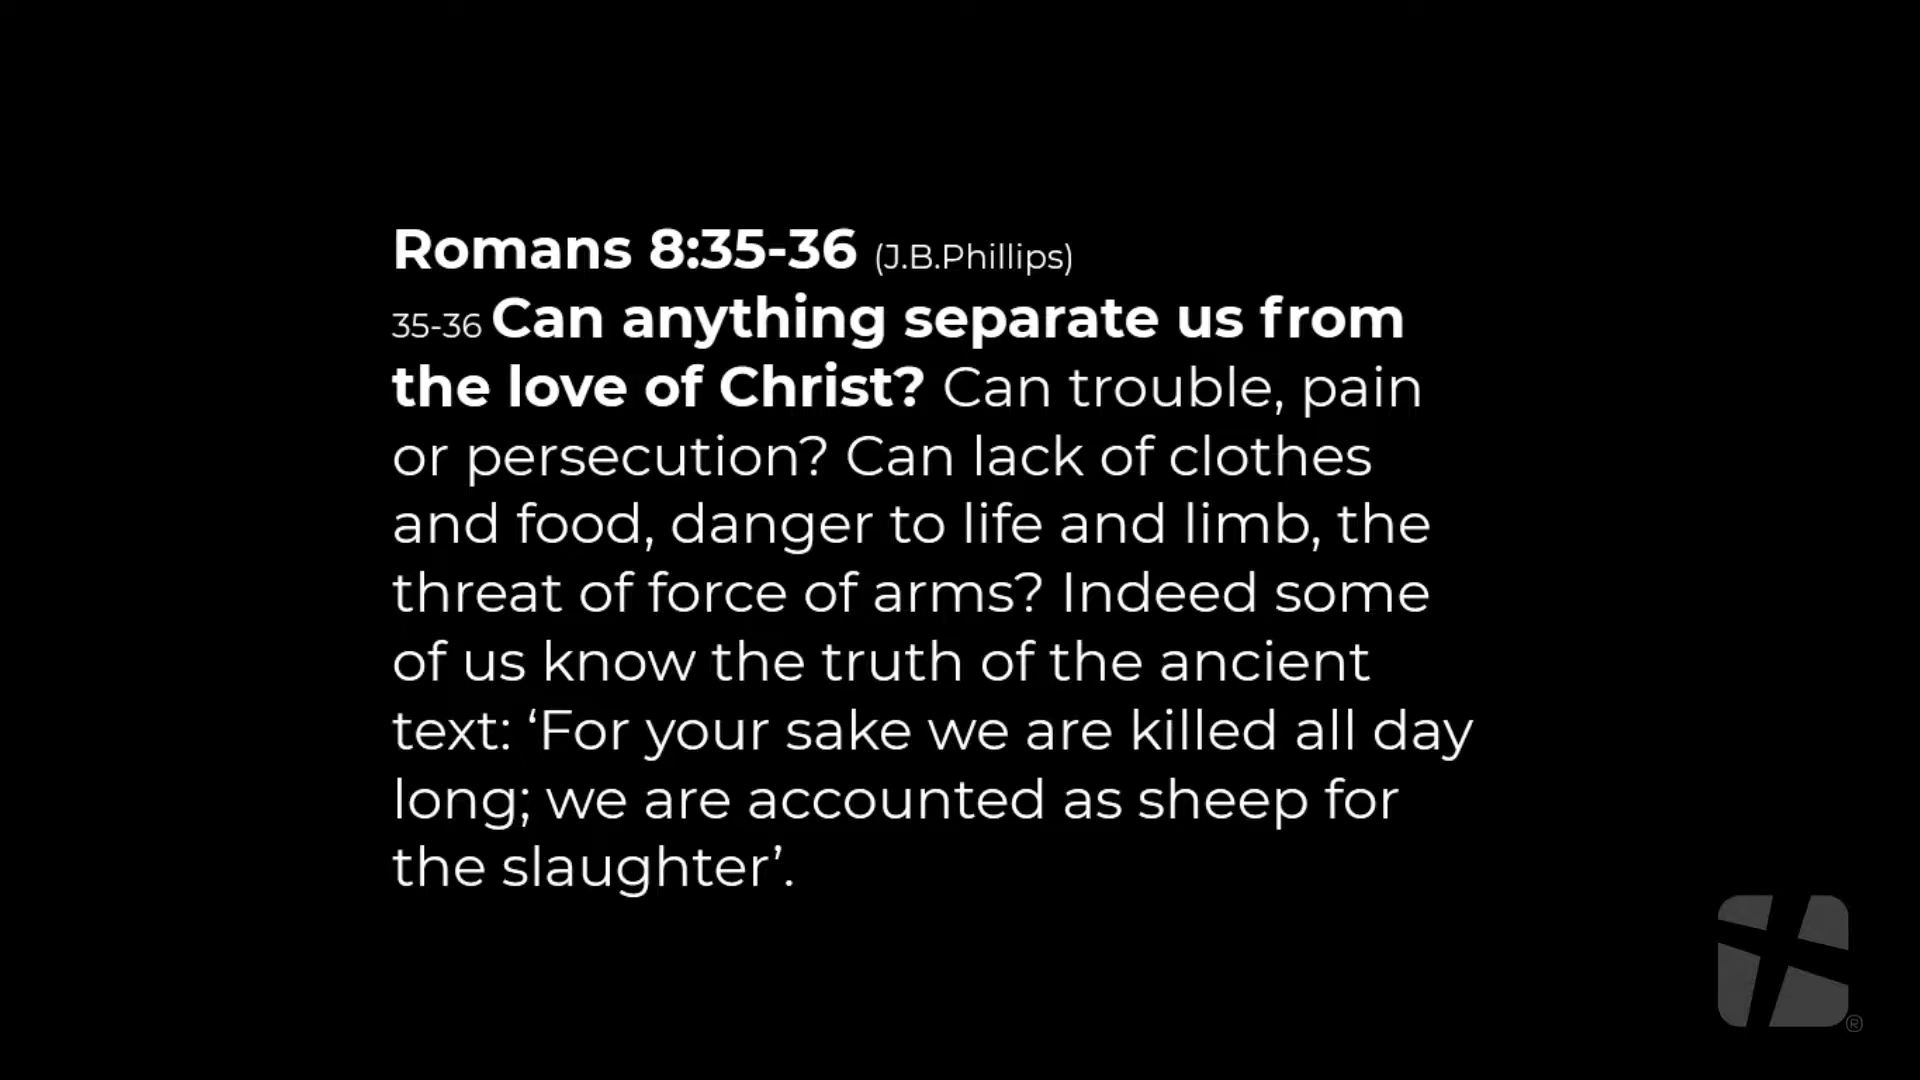 Romans 8:35-36 (J.B.Phillips)
35-36 Can anything separate us from
the love of Christ? Can trouble, pain
or persecution? Can lack of clothes
and food, danger to life and limb, the
threat of force of arms? Indeed some
of us know the truth of the ancient
text: ‘For your sake we are killed all day
long; we are accounted as sheep for
the slaughter’.
®